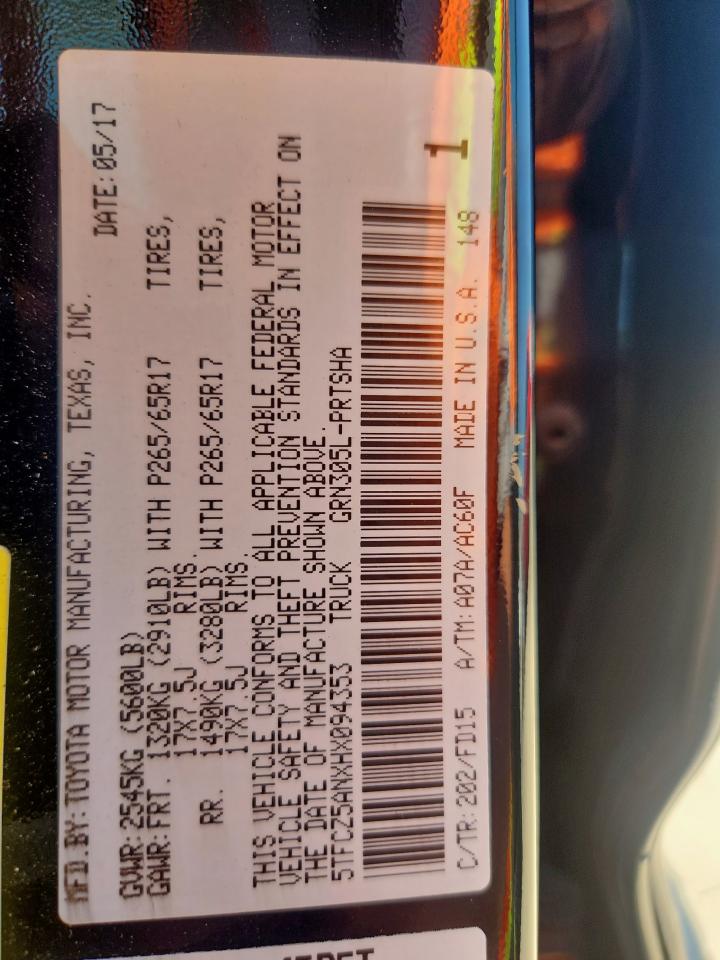 MFD.BY:TOYOTA MOTOR MANUFACTURING, TEXAS, INC.
DATE:05/17
GVWR:2545KG (5600LB)
GAWR:FRT. 1320KG (2910LB) WITH P265/65R17 TIRES,
17X7.5J RIMS.
RR. 1490KG (3280LB) WITH P265/65R17 TIRES,
17X7.5J RIMS.
THIS VEHICLE CONFORMS TO ALL APPLICABLE FEDERAL MOTOR
VEHICLE SAFETY AND THEFT PREVENTION STANDARDS IN EFFECT ON
THE DATE OF MANUFACTURE SHOWN ABOVE.
5TFCZ5ANXHX094353 TRUCK GRN305L-PRTSHA
1
C/TR:202/FD15 A/TM:A07A/AC60F MADE IN U.S.A. 148